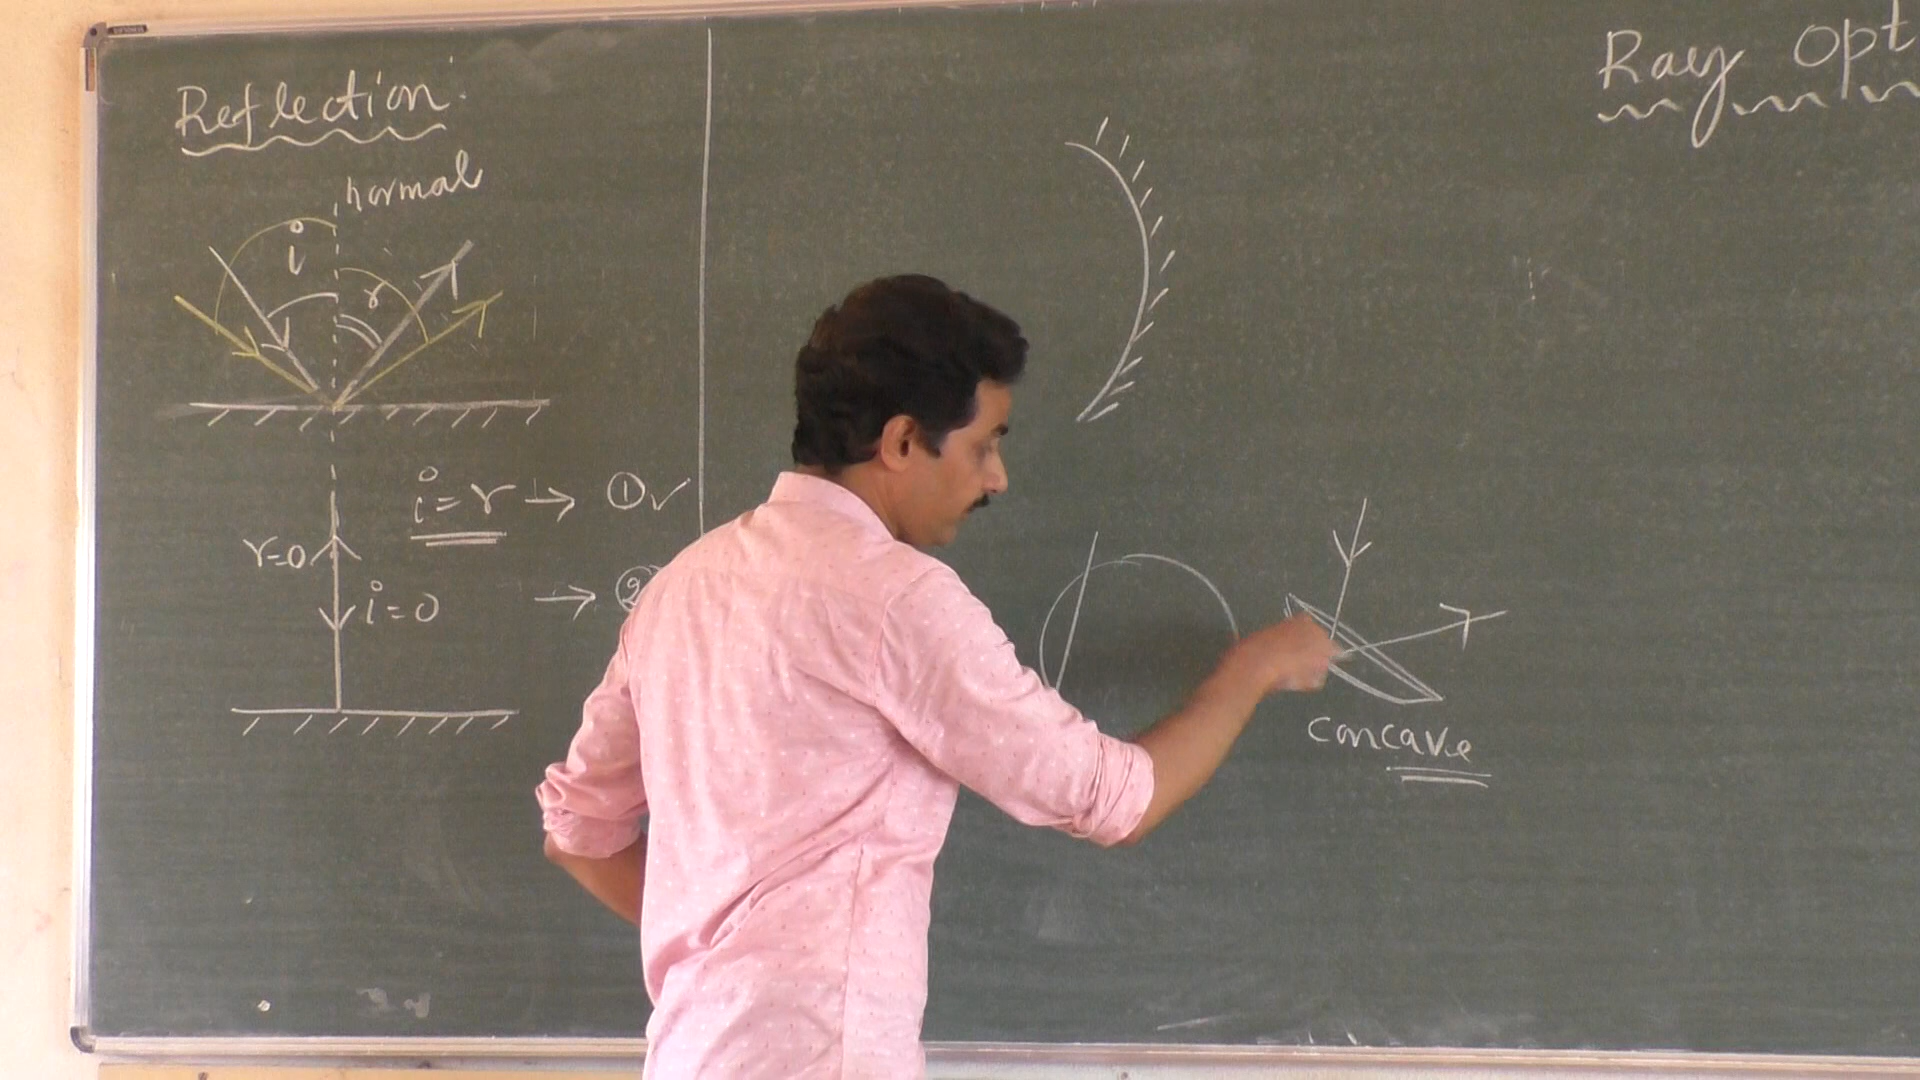 Reflection:
normal
i
r
i = r → ① ✓
r=0
i=0
→ ②
Ray Opt
concave